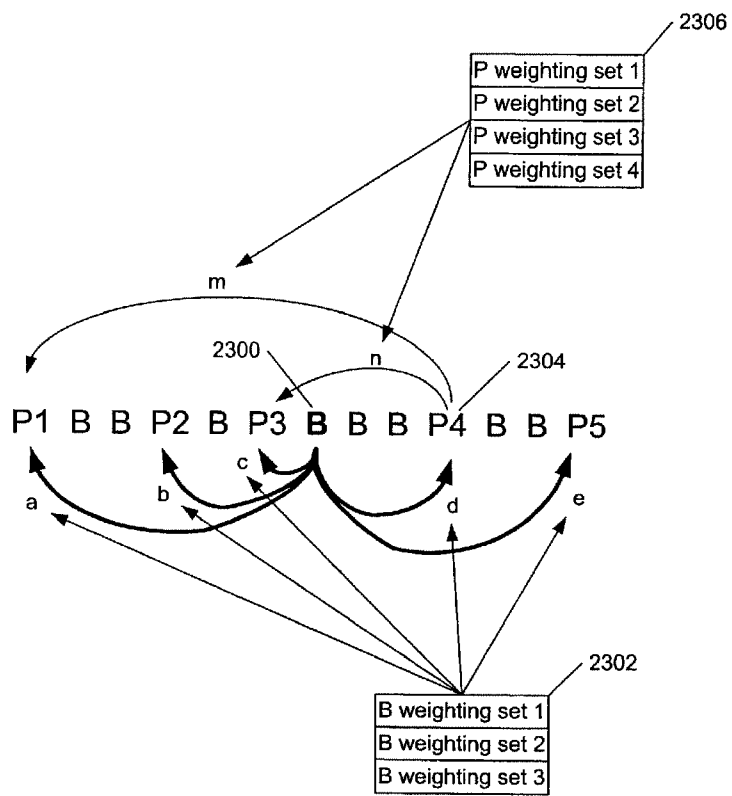 2306
P weighting set 1
P weighting set 2
P weighting set 3
P weighting set 4
m
2300
n
2304
P1 B B P2 B P3 B B B P4 B B P5
a
b
c
d
e
2302
B weighting set 1
B weighting set 2
B weighting set 3